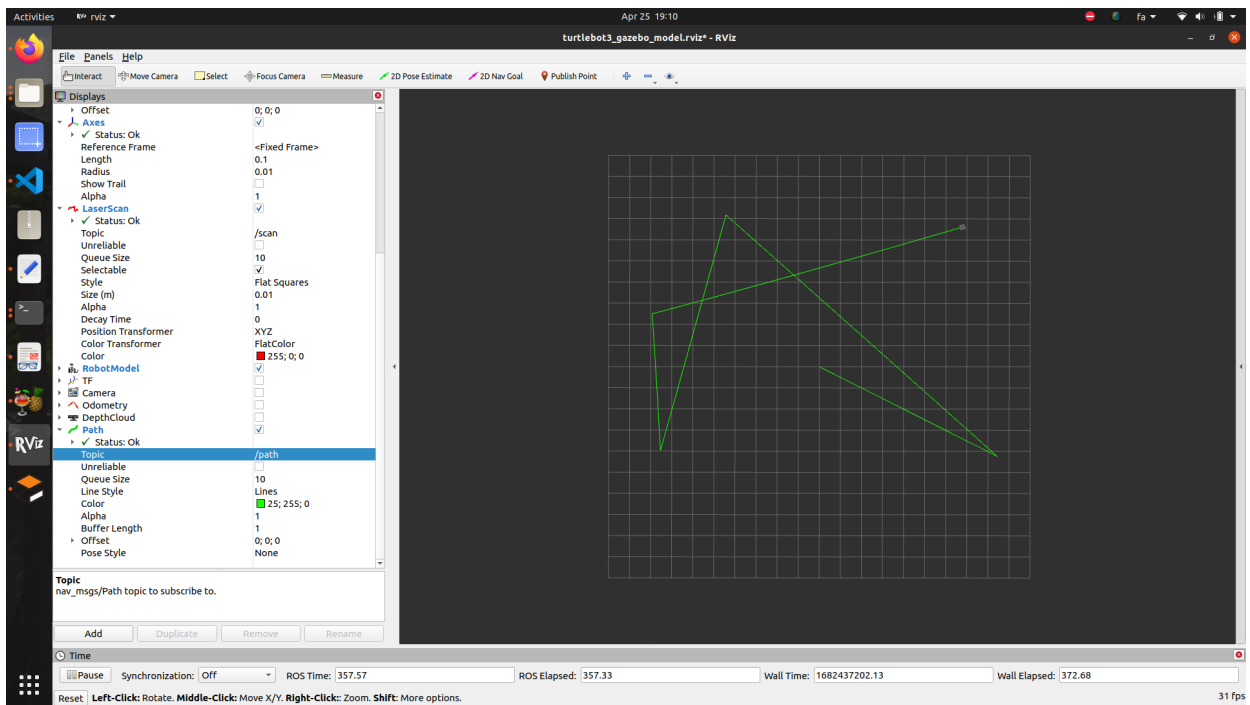 Activities RViz rviz Apr 25 19:10 fa
turtlebot3_gazebo_model.rviz* - RViz
File Panels Help
Interact Move Camera Select Focus Camera Measure 2D Pose Estimate 2D Nav Goal Publish Point
Displays
Offset 0; 0; 0
Axes
Status: Ok
Reference Frame <Fixed Frame>
Length 0.1
Radius 0.01
Show Trail
Alpha 1
LaserScan
Status: Ok
Topic /scan
Unreliable
Queue Size 10
Selectable
Style Flat Squares
Size (m) 0.01
Alpha 1
Decay Time 0
Position Transformer XYZ
Color Transformer FlatColor
Color 255; 0; 0
RobotModel
TF
Camera
Odometry
DepthCloud
Path
Status: Ok
RViz
Topic /path
Unreliable
Queue Size 10
Line Style Lines
Color 25; 255; 0
Alpha 1
Buffer Length 1
Offset 0; 0; 0
Pose Style None
Topic
nav_msgs/Path topic to subscribe to.
Add Duplicate Remove Rename
Time
Pause Synchronization: Off ROS Time: 357.57 ROS Elapsed: 357.33 Wall Time: 1682437202.13 Wall Elapsed: 372.68
Reset Left-Click: Rotate. Middle-Click: Move X/Y. Right-Click:: Zoom. Shift: More options. 31 fps